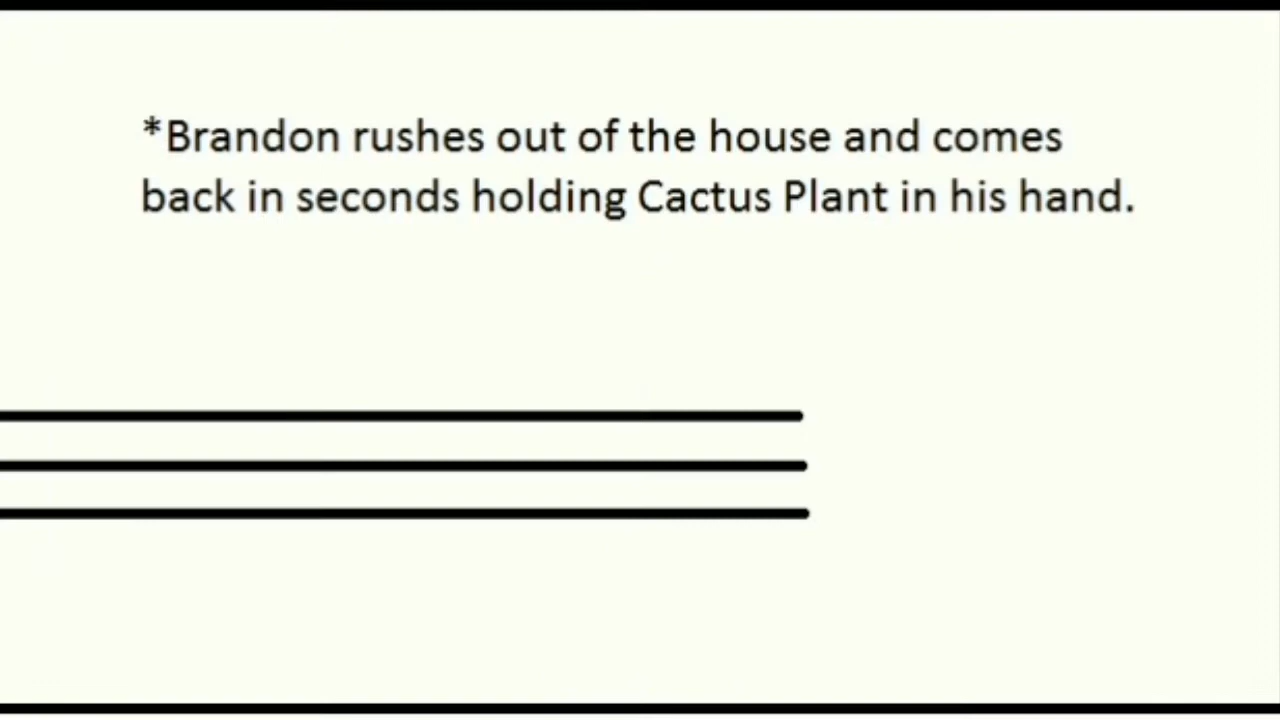 *Brandon rushes out of the house and comes
back in seconds holding Cactus Plant in his hand.